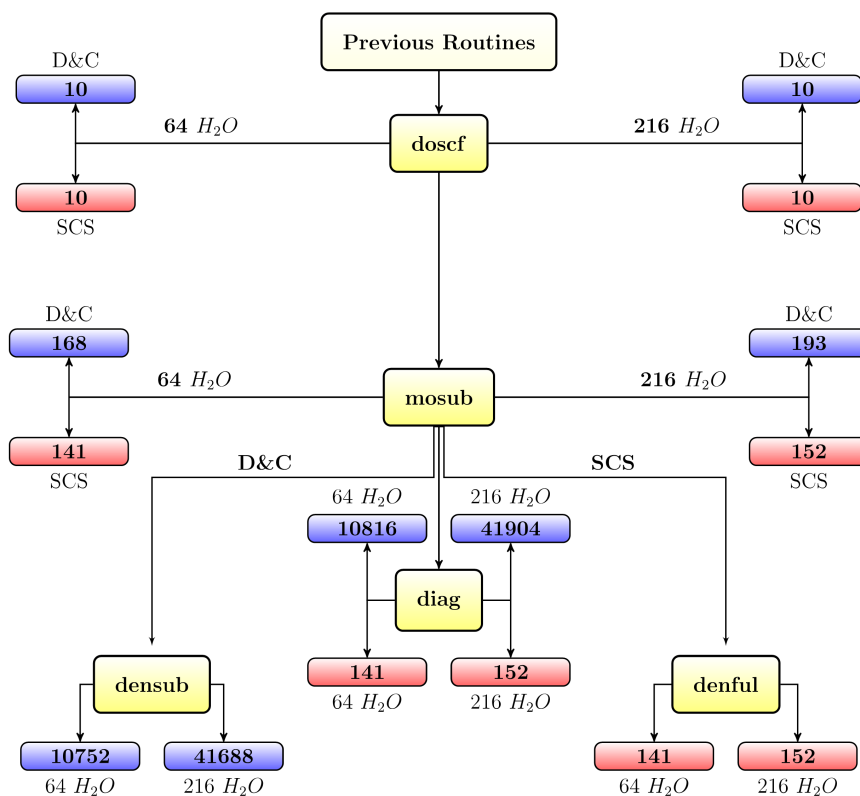 Previous Routines
D&C
D&C
10
10
64 H2O
216 H2O
doscf
10
10
SCS
SCS
D&C
D&C
168
193
64 H2O
216 H2O
mosub
141
152
SCS
SCS
D&C
SCS
64 H2O
216 H2O
10816
41904
diag
141
152
64 H2O
216 H2O
densub
denful
10752
41688
141
152
64 H2O
216 H2O
64 H2O
216 H2O